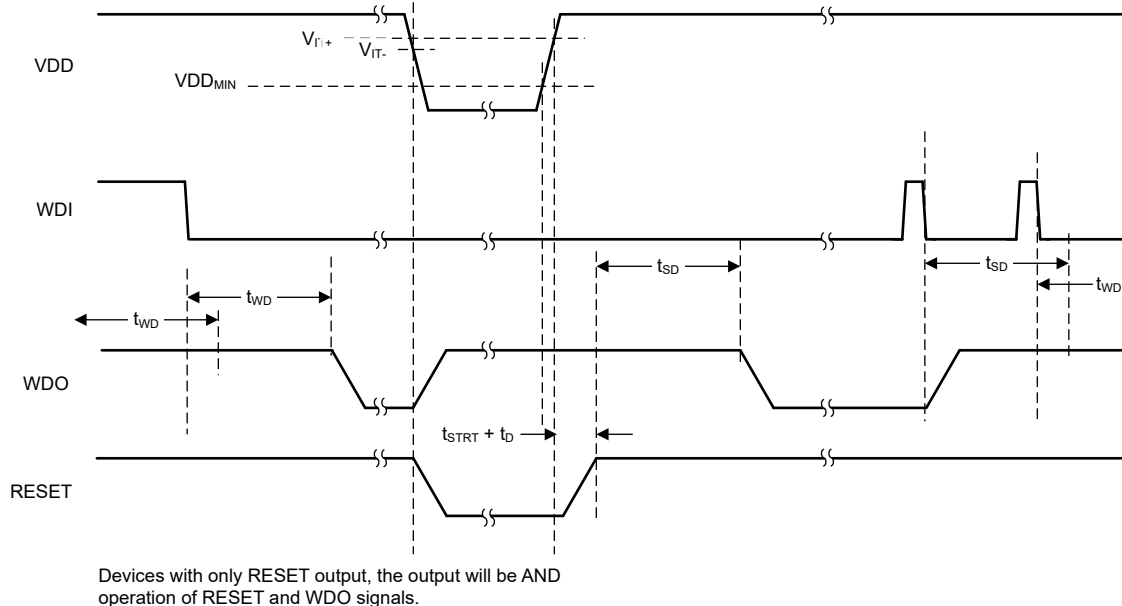 VDD
VIT+
VIT-
VDDMIN
WDI
tSD
tSD
tWD
tWD
tWD
WDO
tSTRT + tD
RESET
Devices with only RESET output, the output will be AND
operation of RESET and WDO signals.